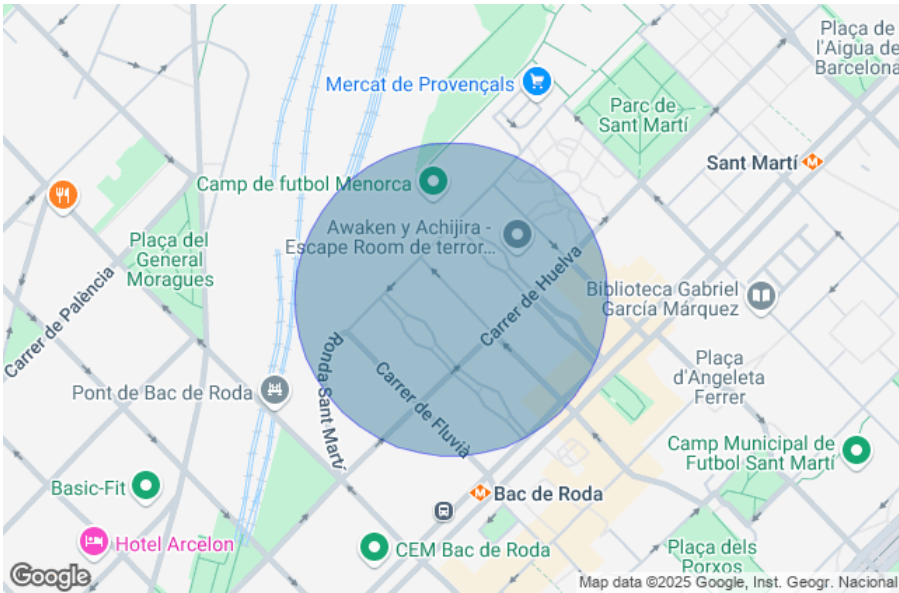 Plaça de
l'Aigua de
Barcelona
Mercat de Provençals
Parc de
Sant Martí
Sant Martí
Camp de futbol Menorca
Awaken y Achijira -
Escape Room de terror...
Plaça del
General
Moragues
Carrer de Palència
Carrer de Huelva
Biblioteca Gabriel
García Márquez
Ronda Sant Martí
Carrer de Fluvià
Plaça
d'Angeleta
Ferrer
Pont de Bac de Roda
Camp Municipal de
Futbol Sant Martí
Basic-Fit
Bac de Roda
Hotel Arcelon
CEM Bac de Roda
Plaça dels
Porxos
Google
Map data ©2025 Google, Inst. Geogr. Nacional